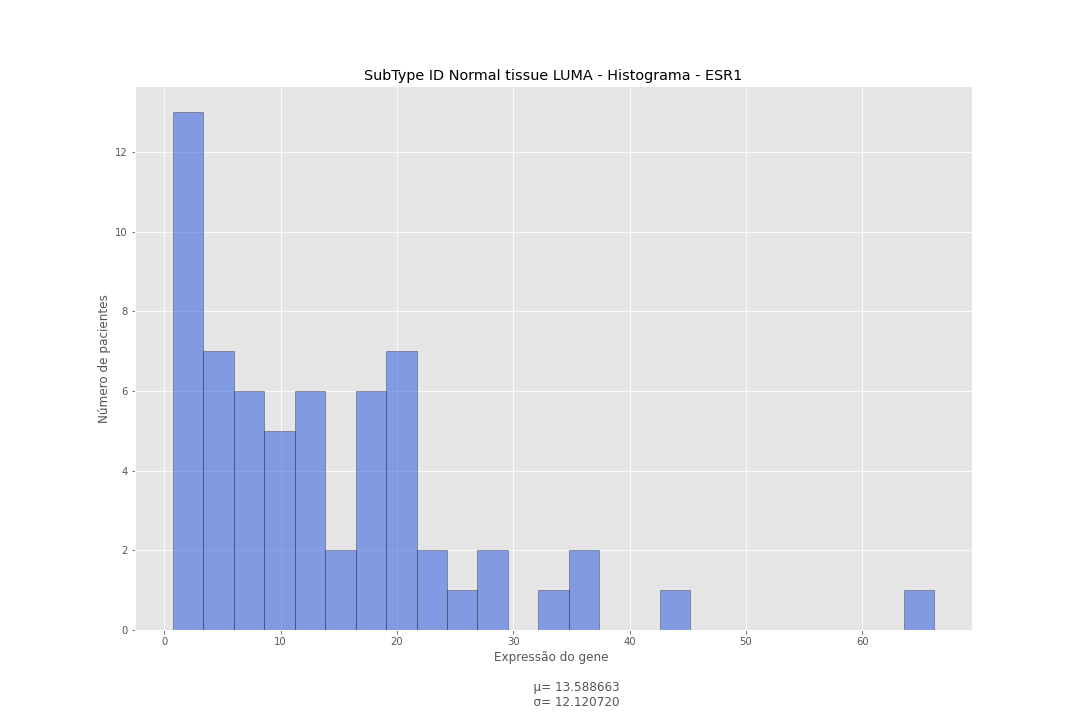 SubType ID Normal tissue LUMA - Histograma - ESR1
12
10
8
6
4
2
0
Número de pacientes
0 10 20 30 40 50 60
Expressão do gene
μ= 13.588663
σ= 12.120720